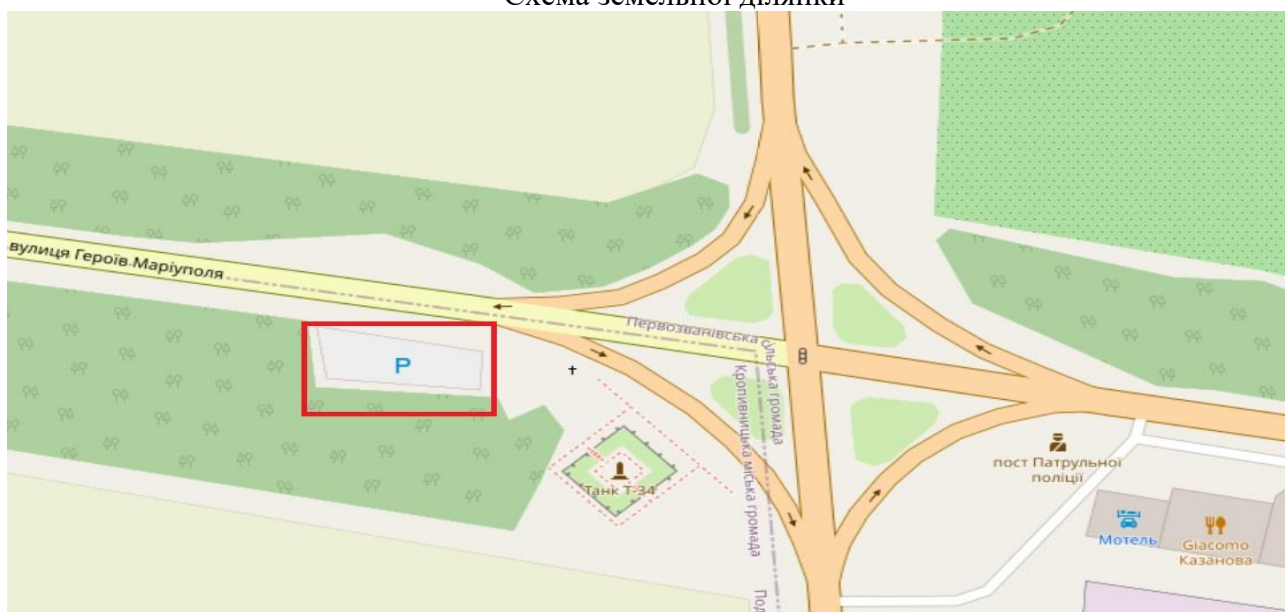 Схема земельної ділянки
вулиця Героїв Маріуполя
Первозванівська сільська громада
Кропивницька міська громада
P
Танк Т-34
пост Патрульної
поліції
Мотель
Giacomo
Казанова